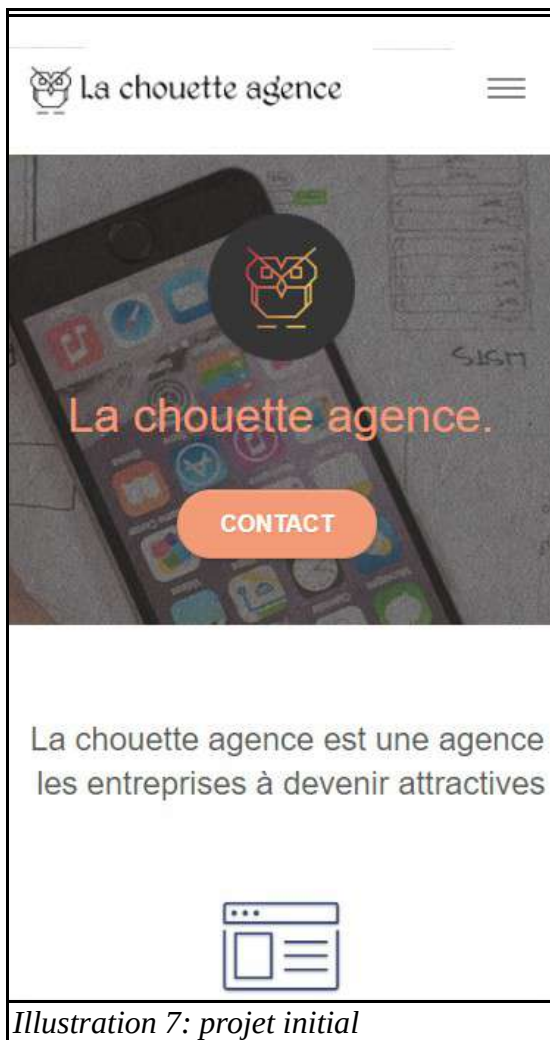 La chouette agence
La chouette agence.
CONTACT
La chouette agence est une agence
les entreprises à devenir attractives
Illustration 7: projet initial